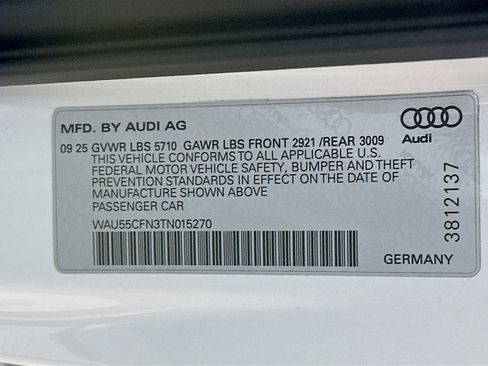 MFD. BY AUDI AG
09 25 GVWR LBS 5710 GAWR LBS FRONT 2921 /REAR 3009
THIS VEHICLE CONFORMS TO ALL APPLICABLE U.S.
FEDERAL MOTOR VEHICLE SAFETY, BUMPER AND THEFT
PREVENTION STANDARDS IN EFFECT ON THE DATE OF
MANUFACTURE SHOWN ABOVE
PASSENGER CAR
WAU55CFN3TN015270
Audi
3812137
GERMANY